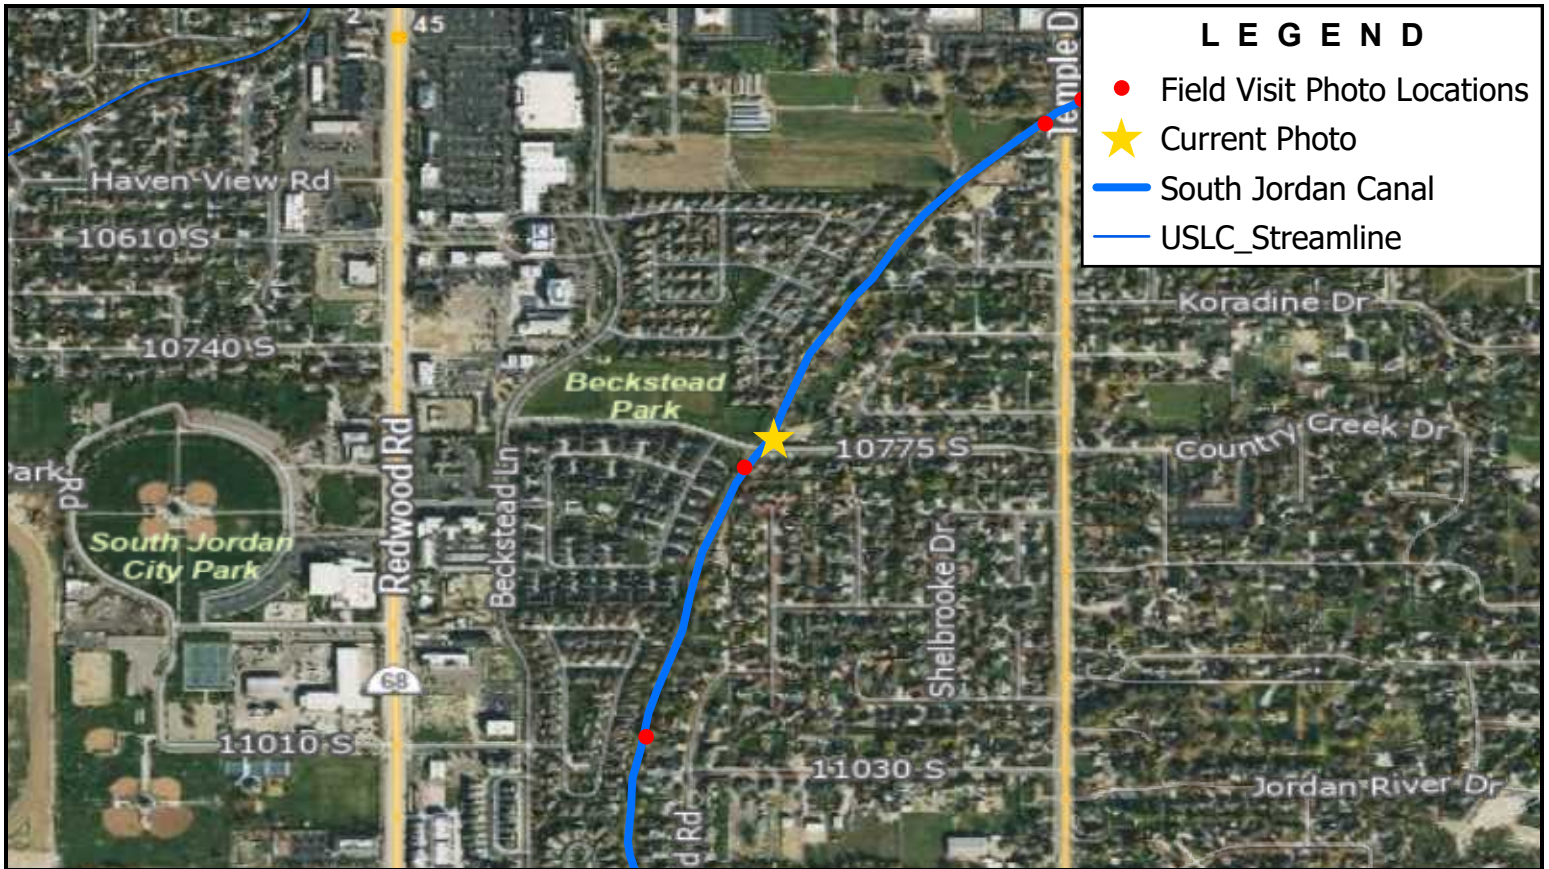 2
45
Temple D
L E G E N D
Field Visit Photo Locations
Current Photo
South Jordan Canal
USLC_Streamline
Haven View Rd
10610 S
Koradine Dr
10740 S
Beckstead
Park
Redwood Rd
10775 S
Country Creek Dr
Park
Rd
Beckstead Ln
South Jordan
City Park
Shelbrooke Dr
68
11010 S
11030 S
Jordan River Dr
d Rd